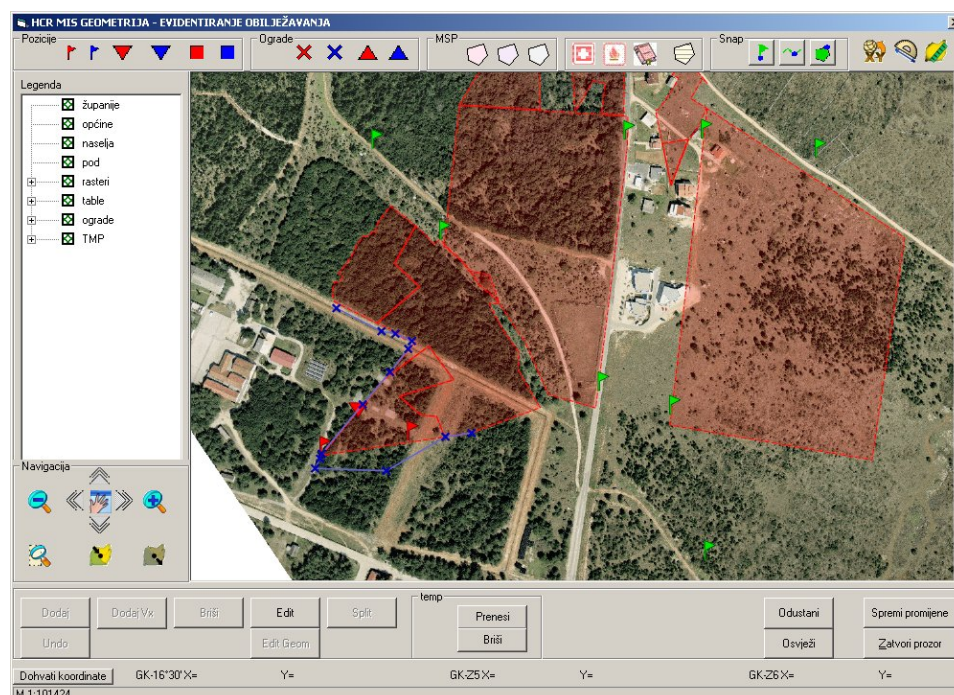 HCR MIS GEOMETRIJA - EVIDENTIRANJE OBILJEŽAVANJA
Pozicije
Ograde
MSP
Snap
Legenda
županije
općine
naselja
pod
rasteri
table
ograde
TMP
Navigacija
Dodaj
Dodaj Vx
Briši
Edit
Split
temp
Prenesi
Odustani
Spremi promijene
Undo
Edit Geom
Briši
Osvježi
Zatvori prozor
Dohvati koordinate GK-16°30' X= Y= GK-Z5 X= Y= GK-Z6 X= Y=
M 1:101424